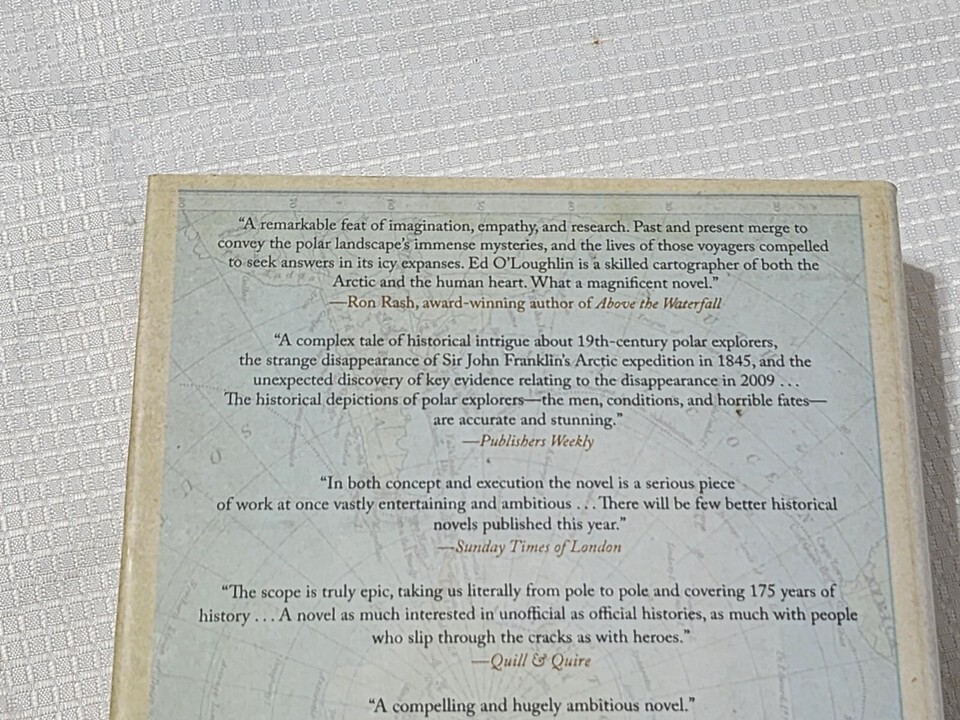 “A remarkable feat of imagination, empathy, and research. Past and present merge to
convey the polar landscape’s immense mysteries, and the lives of those voyagers compelled
to seek answers in its icy expanses. Ed O’Loughlin is a skilled cartographer of both the
Arctic and the human heart. What a magnificent novel.”
—Ron Rash, award-winning author of Above the Waterfall
“A complex tale of historical intrigue about 19th-century polar explorers,
the strange disappearance of Sir John Franklin’s Arctic expedition in 1845, and the
unexpected discovery of key evidence relating to the disappearance in 2009 . . .
The historical depictions of polar explorers—the men, conditions, and horrible fates—
are accurate and stunning.”
—Publishers Weekly
“In both concept and execution the novel is a serious piece
of work at once vastly entertaining and ambitious . . . There will be few better historical
novels published this year.”
—Sunday Times of London
“The scope is truly epic, taking us literally from pole to pole and covering 175 years of
history . . . A novel as much interested in unofficial as official histories, as much with people
who slip through the cracks as with heroes.”
—Quill & Quire
“A compelling and hugely ambitious novel.”